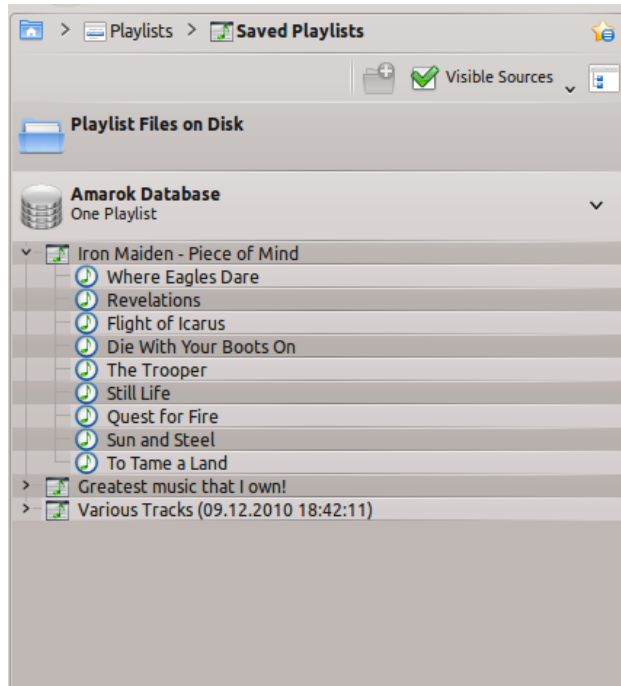 > Playlists > Saved Playlists
Visible Sources
Playlist Files on Disk
Amarok Database
One Playlist
Iron Maiden - Piece of Mind
Where Eagles Dare
Revelations
Flight of Icarus
Die With Your Boots On
The Trooper
Still Life
Quest for Fire
Sun and Steel
To Tame a Land
Greatest music that I own!
Various Tracks (09.12.2010 18:42:11)